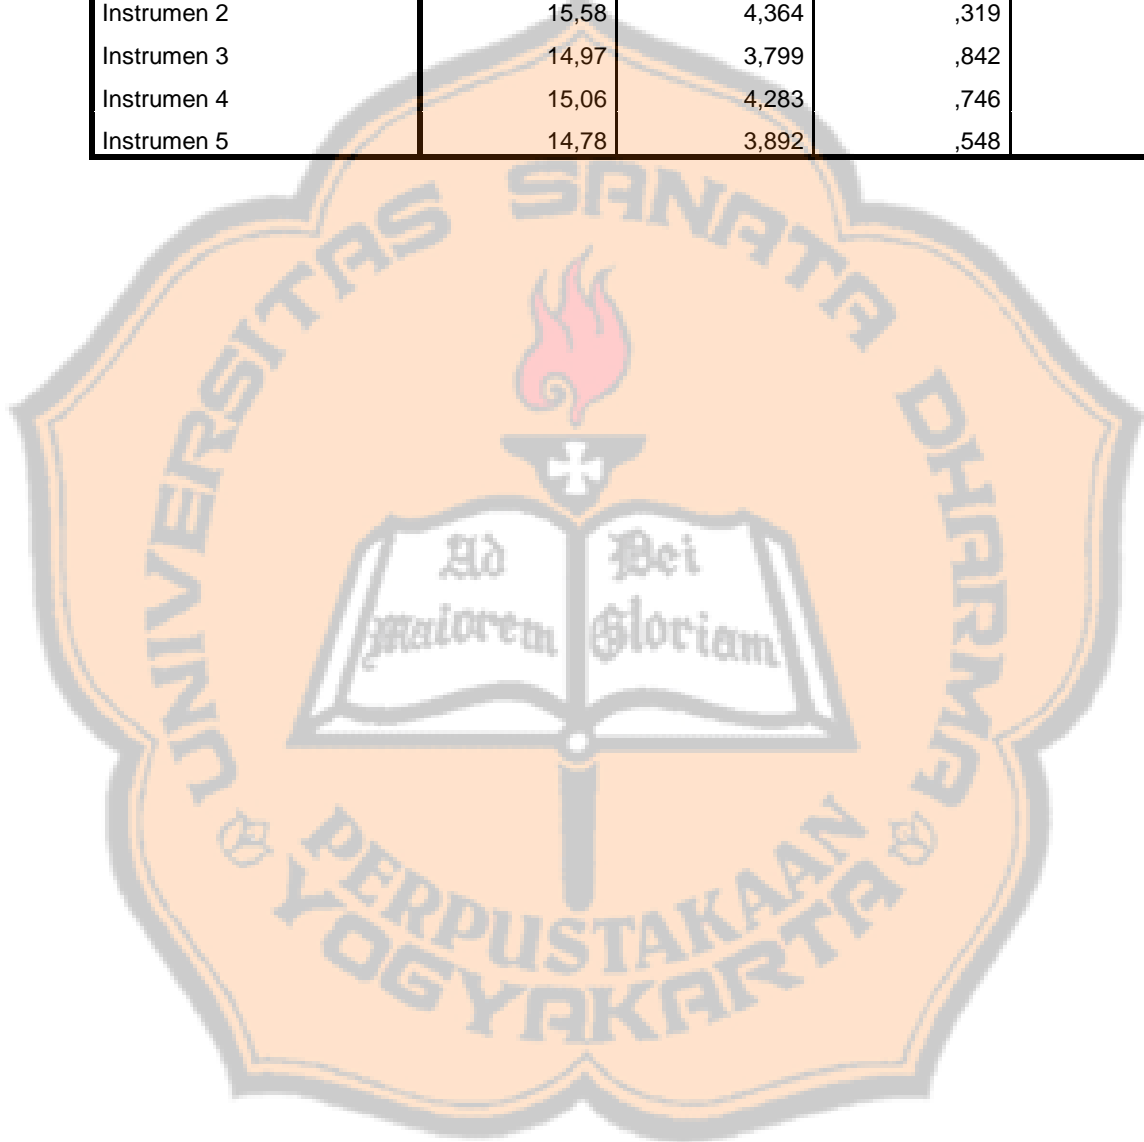 Instrumen 2 15,58 4,364 ,319
Instrumen 3 14,97 3,799 ,842
Instrumen 4 15,06 4,283 ,746
Instrumen 5 14,78 3,892 ,548
UNIVERSITAS SANATA DHARMA
Ad Dei
Maiorem Gloriam
PERPUSTAKAAN
YOGYAKARTA